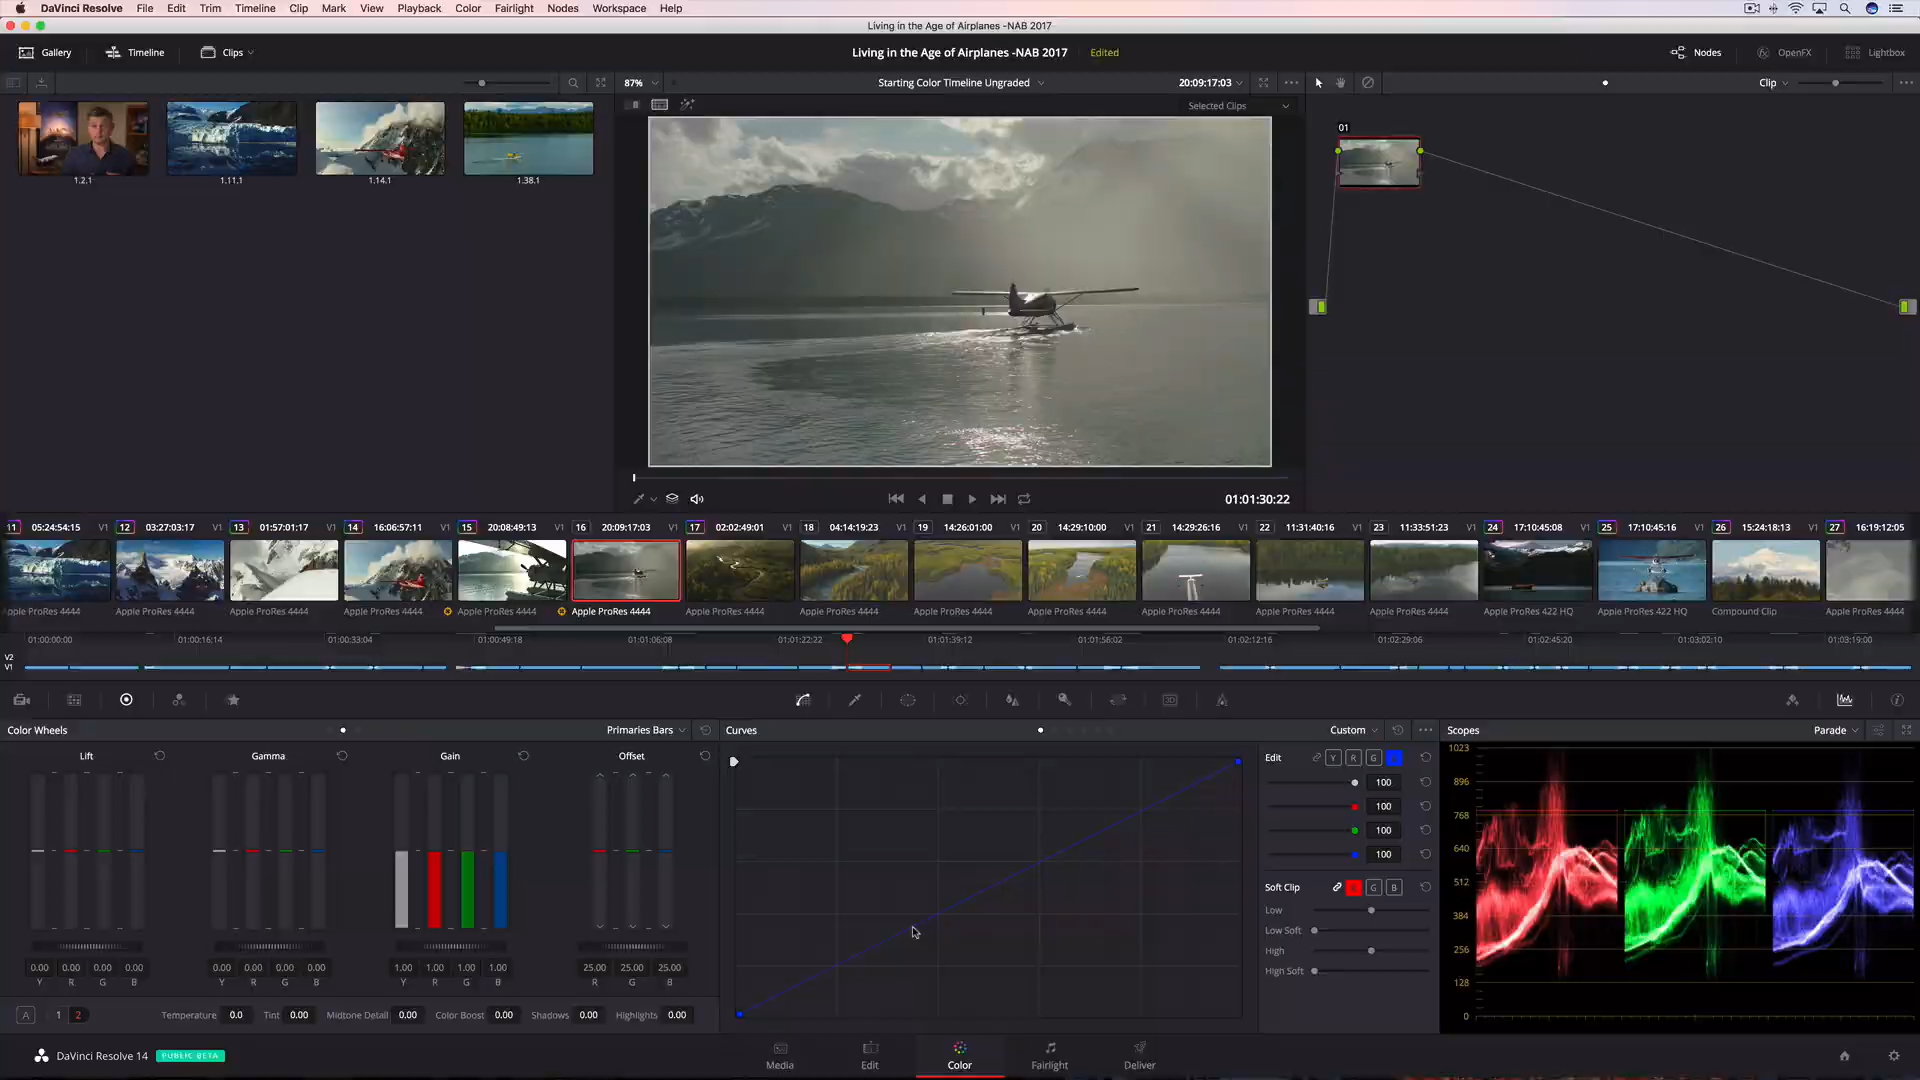 DaVinci Resolve File Edit Trim Timeline Clip Mark View Playback Color Fairlight Nodes Workspace Help
Living in the Age of Airplanes -NAB 2017
Gallery Timeline Clips Living in the Age of Airplanes -NAB 2017 Edited Nodes OpenFX Lightbox
87% Starting Color Timeline Ungraded 20:09:17:03 Clip
Selected Clips
01
1.2.1 1.11.1 1.14.1 1.38.1
01:01:30:22
11 05:24:54:15 V1 12 03:27:03:17 V1 13 01:57:01:17 V1 14 16:06:57:11 V1 15 20:08:49:13 V1 16 20:09:17:03 V1 17 02:02:49:01 V1 18 04:14:19:23 V1 19 14:26:01:00 V1 20 14:29:10:00 V1 21 14:29:26:16 V1 22 11:31:40:16 V1 23 11:33:51:23 V1 24 17:10:45:08 V1 25 17:10:45:16 V1 26 15:24:18:13 V1 27 16:19:12:05
Apple ProRes 4444 Apple ProRes 4444 Apple ProRes 4444 Apple ProRes 4444 Apple ProRes 4444 Apple ProRes 4444 Apple ProRes 4444 Apple ProRes 4444 Apple ProRes 4444 Apple ProRes 4444 Apple ProRes 4444 Apple ProRes 4444 Apple ProRes 4444 Apple ProRes 422 HQ Apple ProRes 422 HQ Compound Clip Apple ProRes 4444
01:00:00:00 01:00:16:14 01:00:33:04 01:00:49:18 01:01:06:08 01:01:22:22 01:01:39:12 01:01:56:02 01:02:12:16 01:02:29:06 01:02:45:20 01:03:02:10 01:03:19:00
V2
V1
3D
Color Wheels Primaries Bars Curves Custom Scopes Parade
Lift Gamma Gain Offset
Edit Y R G
100
100
100
100
Soft Clip G B
Low
Low Soft
High
High Soft
1023
896
768
640
512
384
256
128
0
0.00 0.00 0.00 0.00 0.00 0.00 0.00 0.00 1.00 1.00 1.00 1.00 25.00 25.00 25.00
Y R G B Y R G B Y R G B R G B
A 1 2 Temperature 0.0 Tint 0.00 Midtone Detail 0.00 Color Boost 0.00 Shadows 0.00 Highlights 0.00
DaVinci Resolve 14 PUBLIC BETA
Media Edit Color Fairlight Deliver